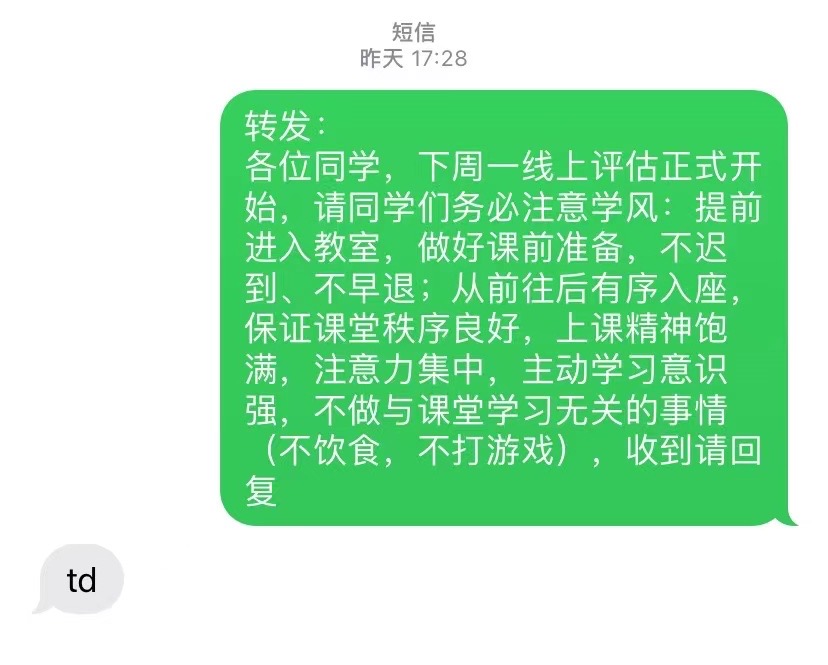 短信
昨天 17:28
转发：
各位同学，下周一线上评估正式开
始，请同学们务必注意学风：提前
进入教室，做好课前准备，不迟
到、不早退；从前往后有序入座，
保证课堂秩序良好，上课精神饱
满，注意力集中，主动学习意识
强，不做与课堂学习无关的事情
（不饮食，不打游戏），收到请回
复
td